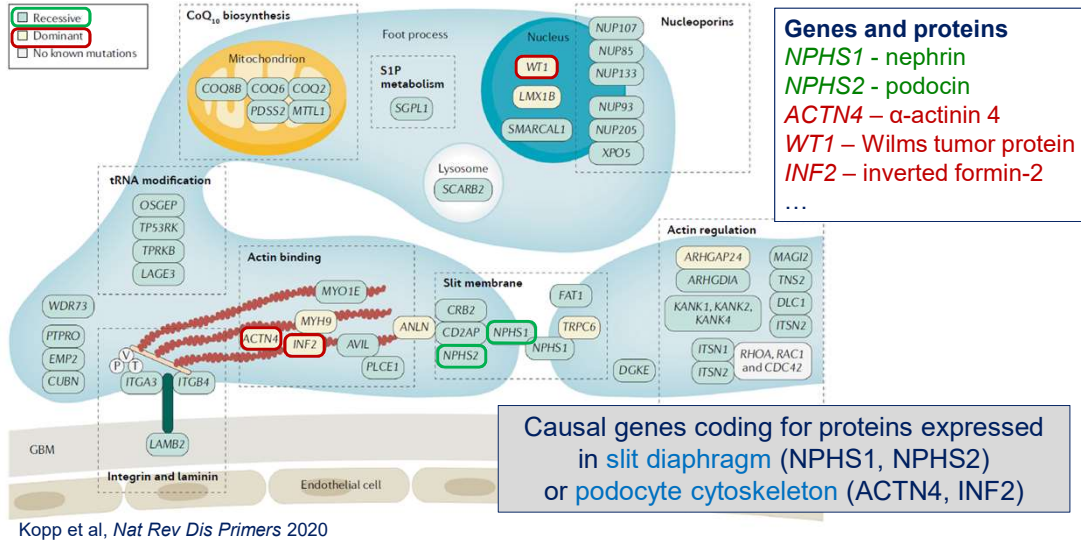 Recessive
Dominant
No known mutations
CoQ10 biosynthesis
Mitochondrion
COQ8B
COQ6
COQ2
PDSS2
MTTL1
Foot process
S1P
metabolism
SGPL1
Nucleus
WT1
LMX1B
SMARCAL1
Nucleoporins
NUP107
NUP85
NUP133
NUP93
NUP205
XPO5
Lysosome
SCARB2
Genes and proteins
NPHS1 - nephrin
NPHS2 - podocin
ACTN4 – α-actinin 4
WT1 – Wilms tumor protein
INF2 – inverted formin-2
…
tRNA modification
OSGEP
TP53RK
TPRKB
LAGE3
WDR73
PTPRO
EMP2
CUBN
Actin binding
MYO1E
MYH9
ACTN4
INF2
AVIL
PLCE1
ANLN
Slit membrane
CRB2
CD2AP
NPHS1
NPHS2
FAT1
TRPC6
NPHS1
DGKE
Actin regulation
ARHGAP24
ARHGDIA
KANK1, KANK2,
KANK4
ITSN1
ITSN2
MAGI2
TNS2
DLC1
ITSN2
RHOA, RAC1
and CDC42
V
P
T
ITGA3
ITGB4
LAMB2
GBM
Integrin and laminin
Endothelial cell
Causal genes coding for proteins expressed
in slit diaphragm (NPHS1, NPHS2)
or podocyte cytoskeleton (ACTN4, INF2)
Kopp et al, Nat Rev Dis Primers 2020